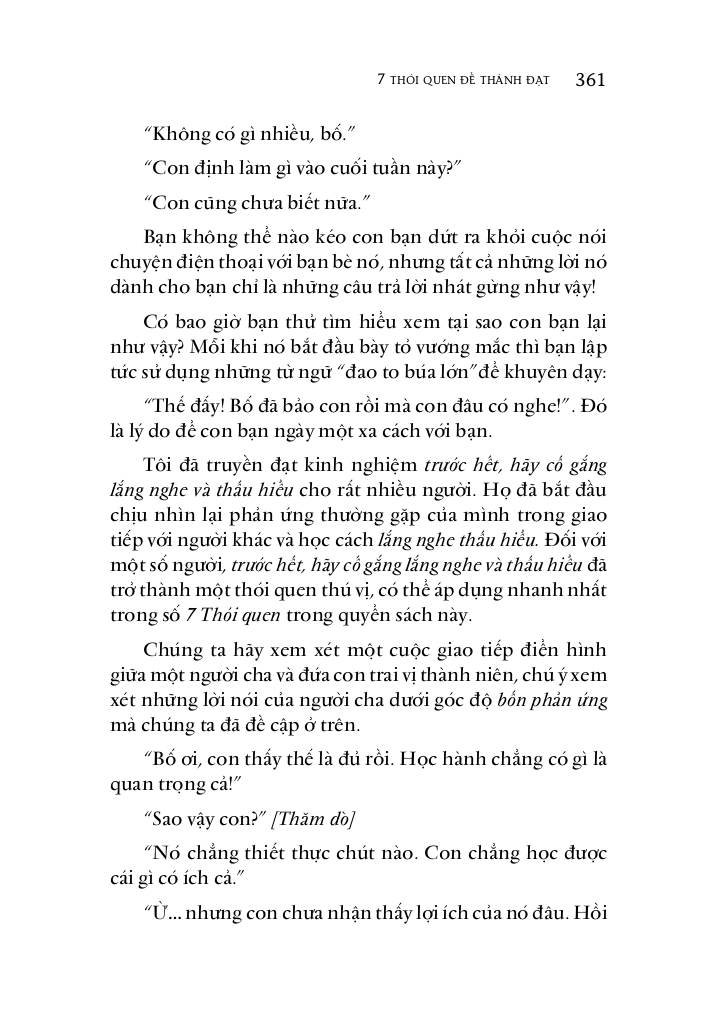 7 THÓI QUEN ĐỂ THÀNH ĐẠT 361
“Không có gì nhiều, bố.”
“Con định làm gì vào cuối tuần này?”
“Con cũng chưa biết nữa.”
Bạn không thể nào kéo con bạn dứt ra khỏi cuộc nói
chuyện điện thoại với bạn bè nó, nhưng tất cả những lời nó
dành cho bạn chỉ là những câu trả lời nhát gừng như vậy!
Có bao giờ bạn thử tìm hiểu xem tại sao con bạn lại
như vậy? Mỗi khi nó bắt đầu bày tỏ vướng mắc thì bạn lập
tức sử dụng những từ ngữ “đao to búa lớn”để khuyên dạy:
“Thế đấy! Bố đã bảo con rồi mà con đâu có nghe!”. Đó
là lý do để con bạn ngày một xa cách với bạn.
Tôi đã truyền đạt kinh nghiệm trước hết, hãy cố gắng
lắng nghe và thấu hiểu cho rất nhiều người. Họ đã bắt đầu
chịu nhìn lại phản ứng thường gặp của mình trong giao
tiếp với người khác và học cách lắng nghe thấu hiểu. Đối với
một số người, trước hết, hãy cố gắng lắng nghe và thấu hiểu đã
trở thành một thói quen thú vị, có thể áp dụng nhanh nhất
trong số 7 Thói quen trong quyển sách này.
Chúng ta hãy xem xét một cuộc giao tiếp điển hình
giữa một người cha và đứa con trai vị thành niên, chú ý xem
xét những lời nói của người cha dưới góc độ bốn phản ứng
mà chúng ta đã đề cập ở trên.
“Bố ơi, con thấy thế là đủ rồi. Học hành chẳng có gì là
quan trọng cả!”
“Sao vậy con?” [Thăm dò]
“Nó chẳng thiết thực chút nào. Con chẳng học được
cái gì có ích cả.”
“Ừ... nhưng con chưa nhận thấy lợi ích của nó đâu. Hồi